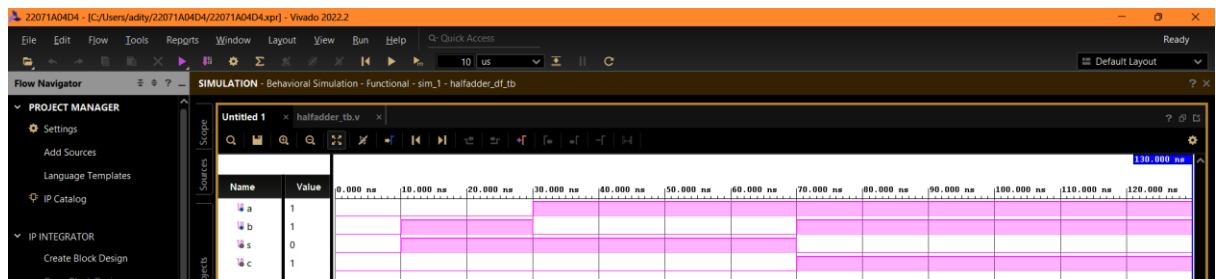 22071A04D4 - [C:/Users/adity/22071A04D4/22071A04D4.xpr] - Vivado 2022.2
File Edit Flow Tools Reports Window Layout View Run Help Q- Quick Access Ready
10 us Default Layout
Flow Navigator ? SIMULATION - Behavioral Simulation - Functional - sim_1 - halfadder_df_tb ? ×
PROJECT MANAGER
Settings
Add Sources
Language Templates
IP Catalog
IP INTEGRATOR
Create Block Design
Scope
Sources
Untitled 1 × halfadder_tb.v × ?
130.000 ns
Name Value 0.000 ns 10.000 ns 20.000 ns 30.000 ns 40.000 ns 50.000 ns 60.000 ns 70.000 ns 80.000 ns 90.000 ns 100.000 ns 110.000 ns 120.000 ns
a 1
b 1
s 0
c 1